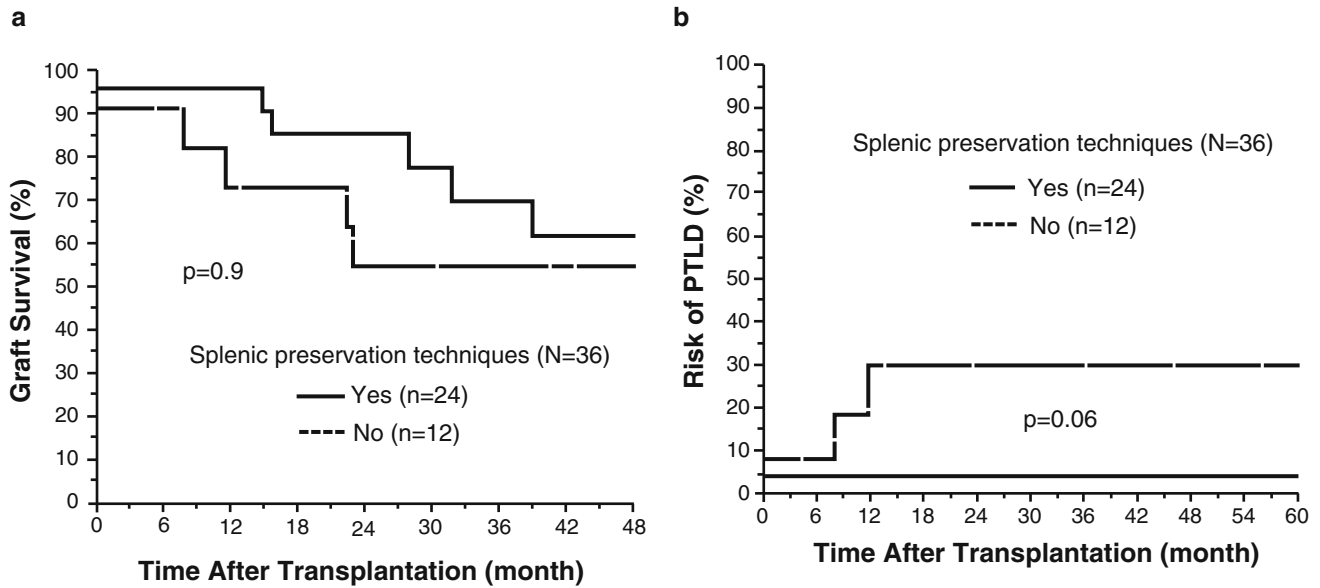 a
100
90
80
70
60
50
40
30
20
10
0
Graft Survival (%)
p=0.9
Splenic preservation techniques (N=36)
Yes (n=24)
No (n=12)
0 6 12 18 24 30 36 42 48
Time After Transplantation (month)
b
100
90
80
70
60
50
40
30
20
10
0
Risk of PTLD (%)
Splenic preservation techniques (N=36)
Yes (n=24)
No (n=12)
p=0.06
0 6 12 18 24 30 36 42 48 54 60
Time After Transplantation (month)